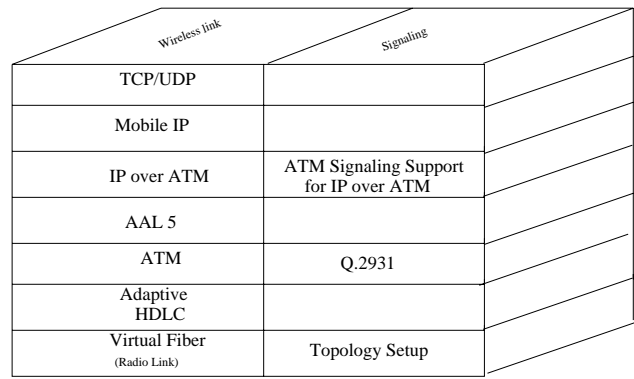 Wireless link
Signaling
TCP/UDP
Mobile IP
IP over ATM
ATM Signaling Support
for IP over ATM
AAL 5
ATM
Q.2931
Adaptive
HDLC
Virtual Fiber
(Radio Link)
Topology Setup